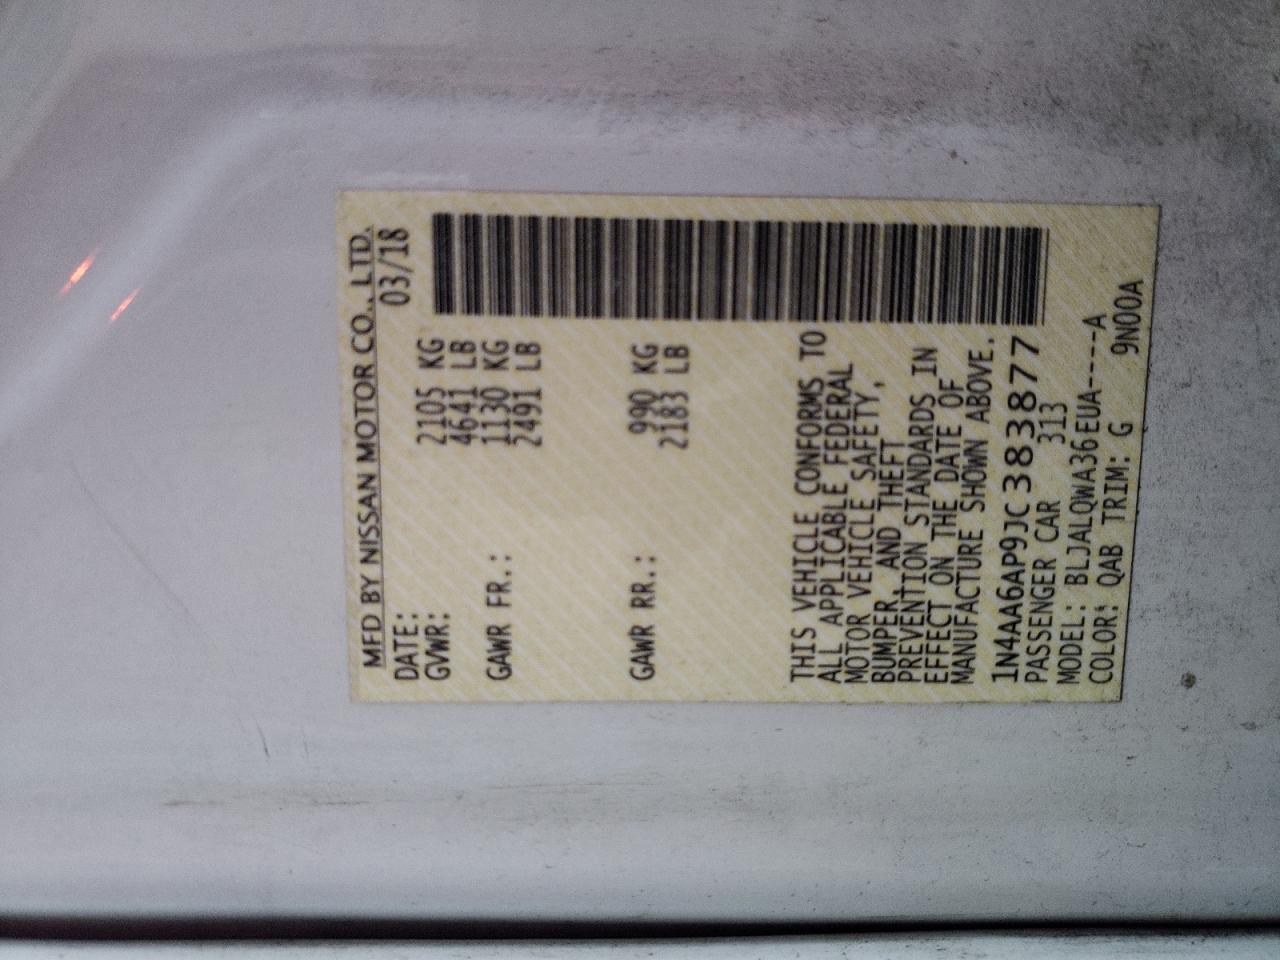 MFD BY NISSAN MOTOR CO., LTD.
DATE: 03/18
GVWR: 2105 KG
4641 LB
GAWR FR.: 1130 KG
2491 LB
GAWR RR.: 990 KG
2183 LB
THIS VEHICLE CONFORMS TO
ALL APPLICABLE FEDERAL
MOTOR VEHICLE SAFETY,
BUMPER, AND THEFT
PREVENTION STANDARDS IN
EFFECT ON THE DATE OF
MANUFACTURE SHOWN ABOVE.
1N4AA6AP9JC383877
PASSENGER CAR 313
MODEL: BLJALQWA36EUA----A
COLOR: QAB TRIM: G 9N00A